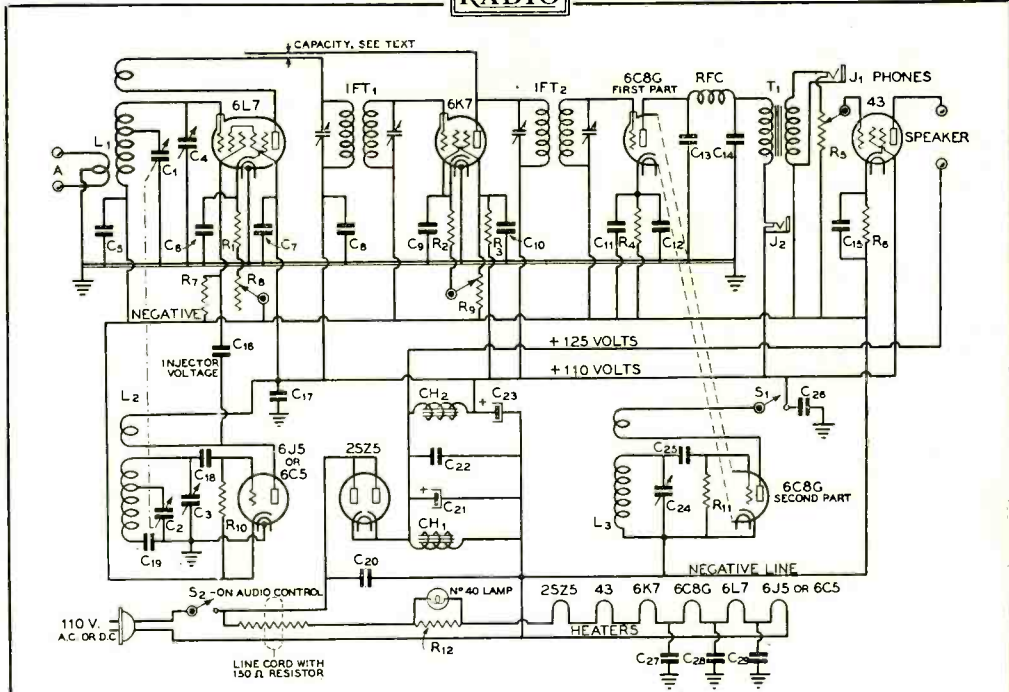 RADIO
CAPACITY, SEE TEXT
6L7
IFT1
6K7
IFT2
6C8G
FIRST PART
RFC
T1
J1 PHONES
43
SPEAKER
L1
A
C1
C4
C5
C6
R1
C7
C8
C9
R2
R3
C10
C11
R4
C12
C13
C14
J2
R5
C15
R6
R7
R8
R9
NEGATIVE
C16
INJECTOR
VOLTAGE
+125 VOLTS
+110 VOLTS
L2
C17
CH2
C23
S1
C26
6J5
OR
6C5
25Z5
C22
C18
C21
C25
6C8G
SECOND PART
C2
C3
R10
CH1
L3
C24
R11
C19
C20
NEGATIVE LINE
S2-ON AUDIO CONTROL
Nº 40 LAMP
25Z5 43 6K7 6C8G 6L7 6J5 OR 6C5
110 V.
A.C. OR D.C
R12
HEATERS
LINE CORD WITH
150 Ω RESISTOR
C27
C28
C29